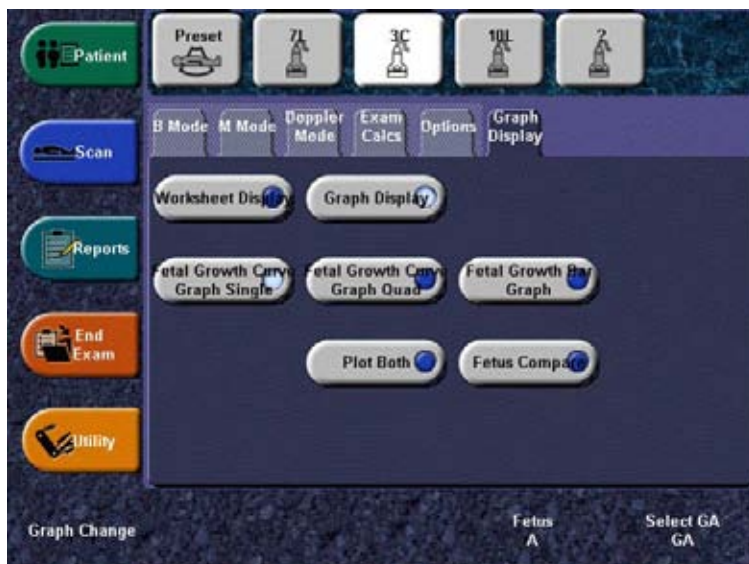 Patient
Preset
7L
3C
10L
2
Scan
B Mode
M Mode
Doppler
Mode
Exam
Calcs
Options
Graph
Display
Worksheet Display
Graph Display
Reports
Fetal Growth Curve
Graph Single
Fetal Growth Curve
Graph Quad
Fetal Growth Bar
Graph
End
Exam
Plot Both
Fetus Compare
Utility
Graph Change
Fetus
A
Select GA
GA